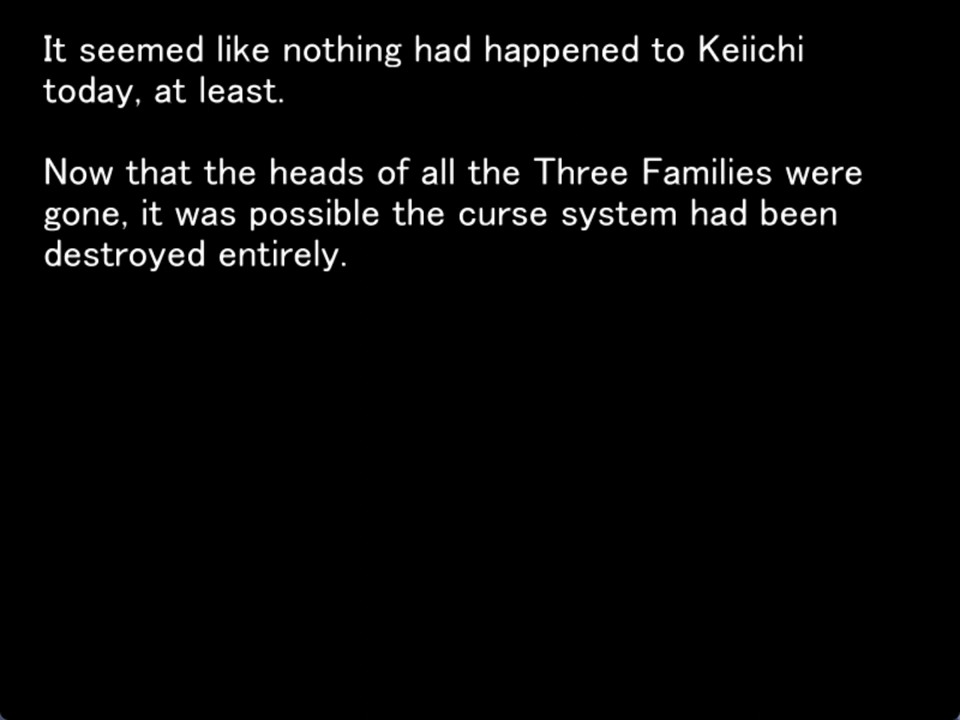 It seemed like nothing had happened to Keiichi
today, at least.
Now that the heads of all the Three Families were
gone, it was possible the curse system had been
destroyed entirely.